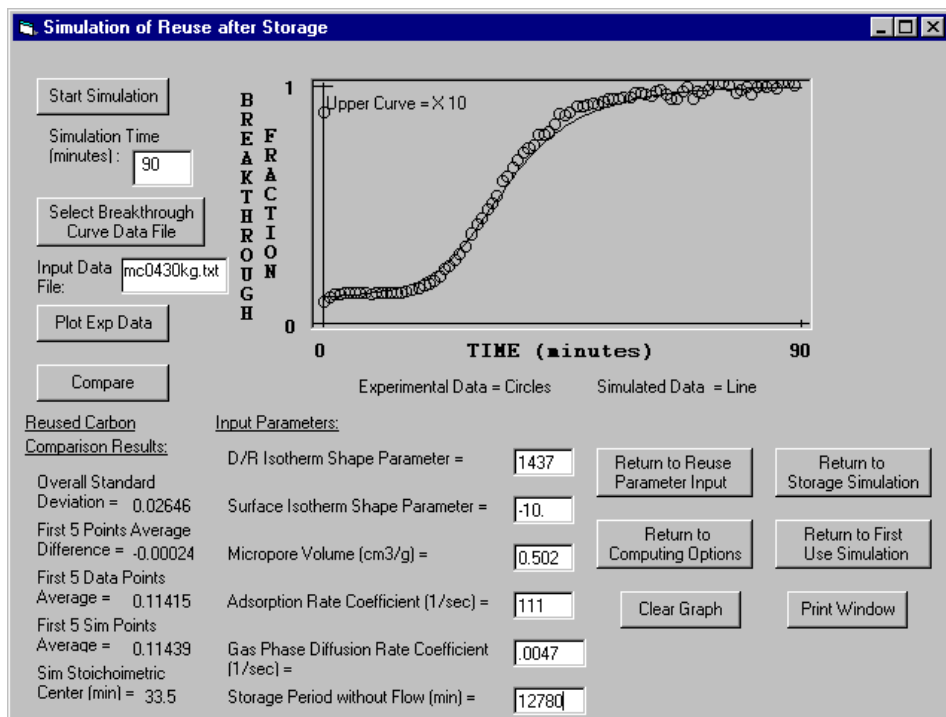 Simulation of Reuse after Storage
Start Simulation
Simulation Time
(minutes) :
90
Select Breakthrough
Curve Data File
Input Data
File:
mc0430kg.txt
Plot Exp Data
Compare
BREAKTHROUGH
FRACTION
1
0
Upper Curve = X 10
0
TIME (minutes)
90
Experimental Data = Circles
Simulated Data = Line
Reused Carbon
Comparison Results:
Overall Standard
Deviation = 0.02646
First 5 Points Average
Difference = -0.00024
First 5 Data Points
Average = 0.11415
First 5 Sim Points
Average = 0.11439
Sim Stoichoimetric
Center (min) = 33.5
Input Parameters:
D/R Isotherm Shape Parameter = 1437
Surface Isotherm Shape Parameter = -10.
Micropore Volume (cm3/g) = 0.502
Adsorption Rate Coefficient (1/sec) = 111
Gas Phase Diffusion Rate Coefficient
(1/sec) = .0047
Storage Period without Flow (min) = 12780
Return to Reuse
Parameter Input
Return to
Storage Simulation
Return to
Computing Options
Return to First
Use Simulation
Clear Graph
Print Window